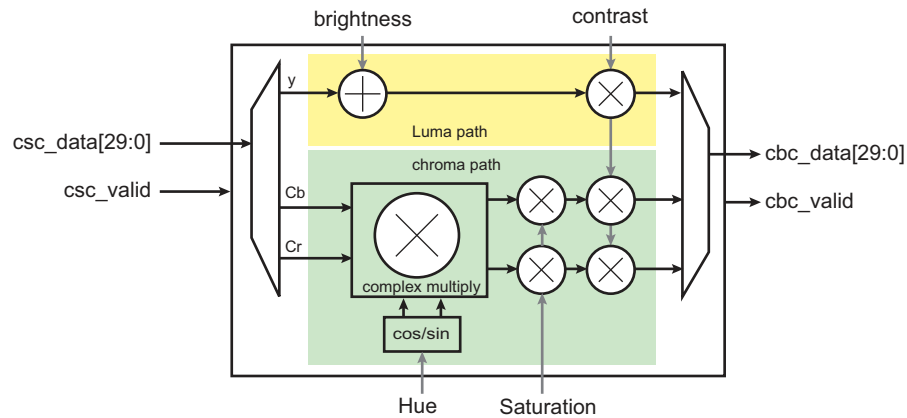 brightness
contrast
y
csc_data[29:0]
Luma path
cbc_data[29:0]
chroma path
csc_valid
Cb
cbc_valid
Cr
complex multiply
cos/sin
Hue
Saturation